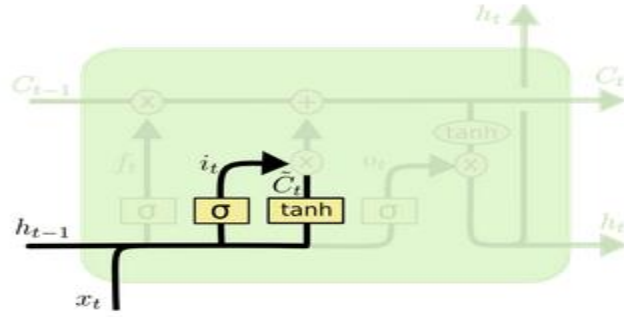 h_t
C_{t-1} × + C_t
tanh
f_t i_t × o_t ×
C̃_t
σ σ tanh σ
h_{t-1} h_t
x_t